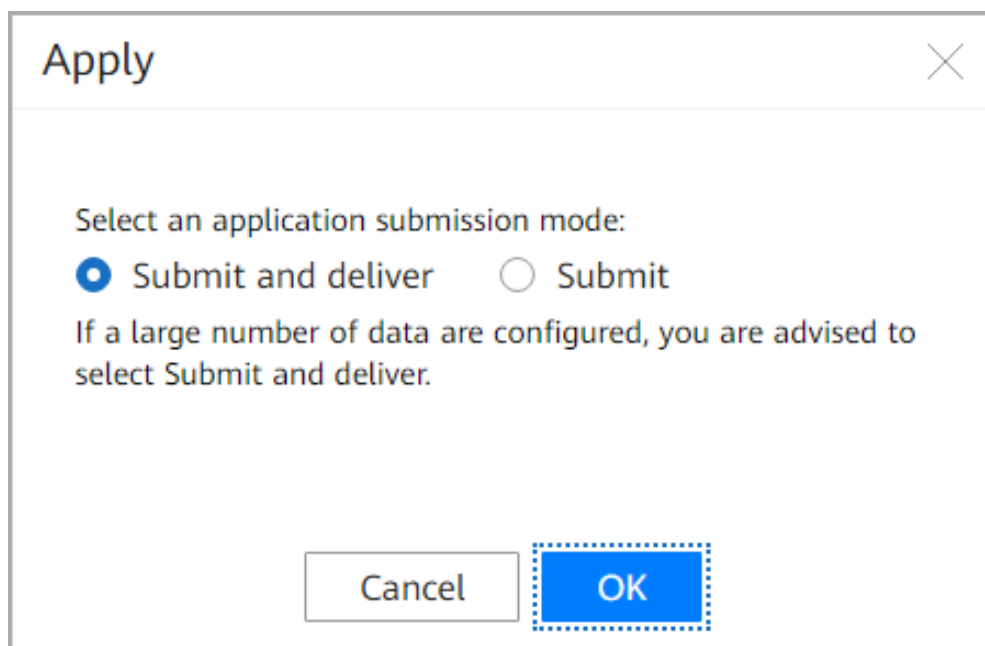 Apply
Select an application submission mode:
Submit and deliver Submit
If a large number of data are configured, you are advised to
select Submit and deliver.
Cancel OK